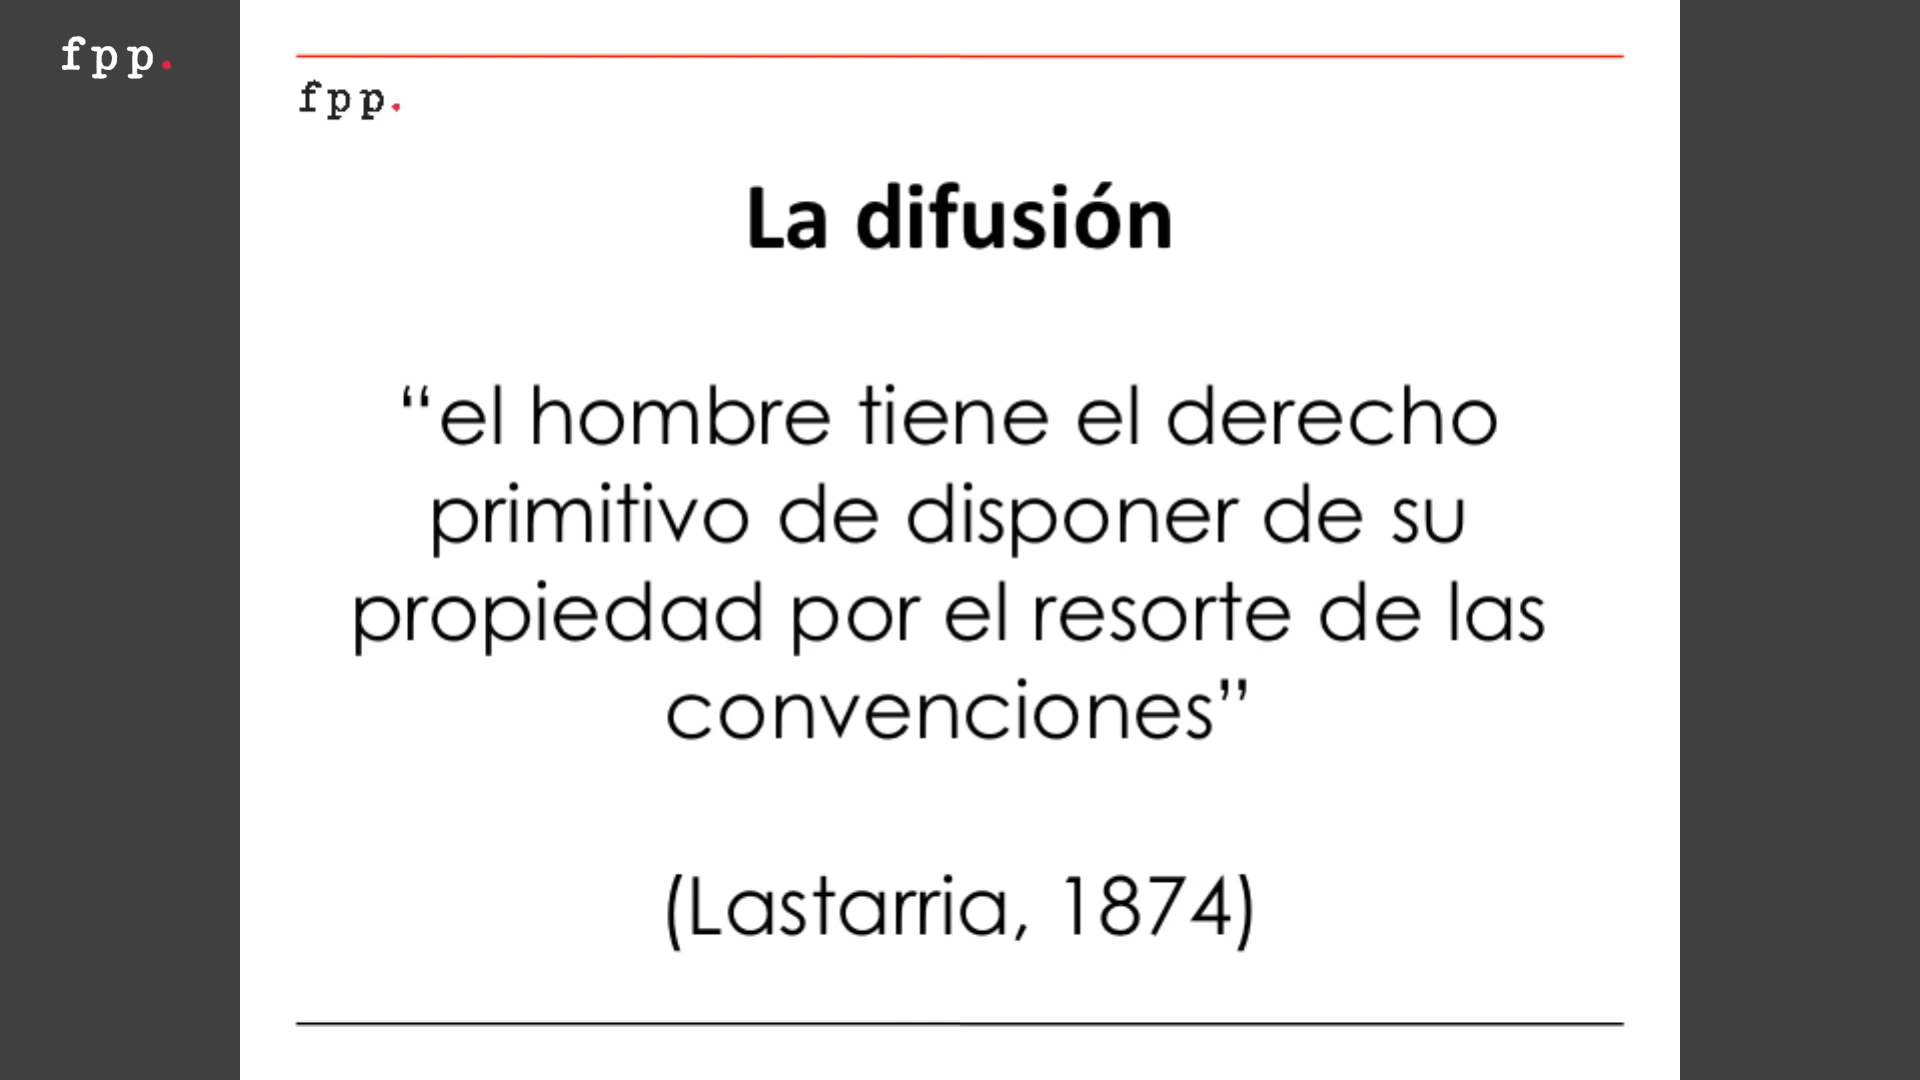 fpp.
fpp.
La difusión
“el hombre tiene el derecho
primitivo de disponer de su
propiedad por el resorte de las
convenciones”
(Lastarria, 1874)